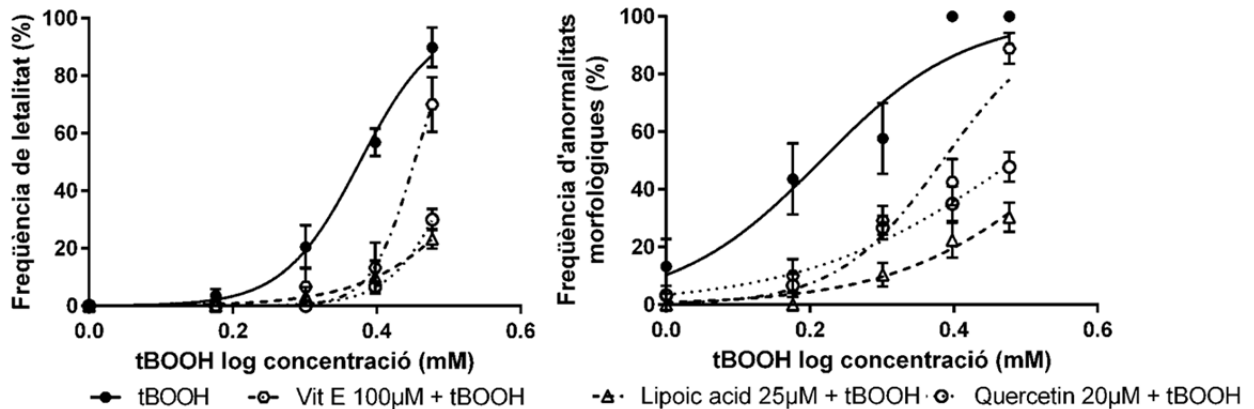 Freqüència de letalitat (%)
100
80
60
40
20
0
0.0
0.2
0.4
0.6
tBOOH log concentració (mM)
Freqüència d'anormalitats
morfològiques (%)
100
80
60
40
20
0
0.0
0.2
0.4
0.6
tBOOH log concentració (mM)
tBOOH
Vit E 100µM + tBOOH
Lipoic acid 25µM + tBOOH
Quercetin 20µM + tBOOH